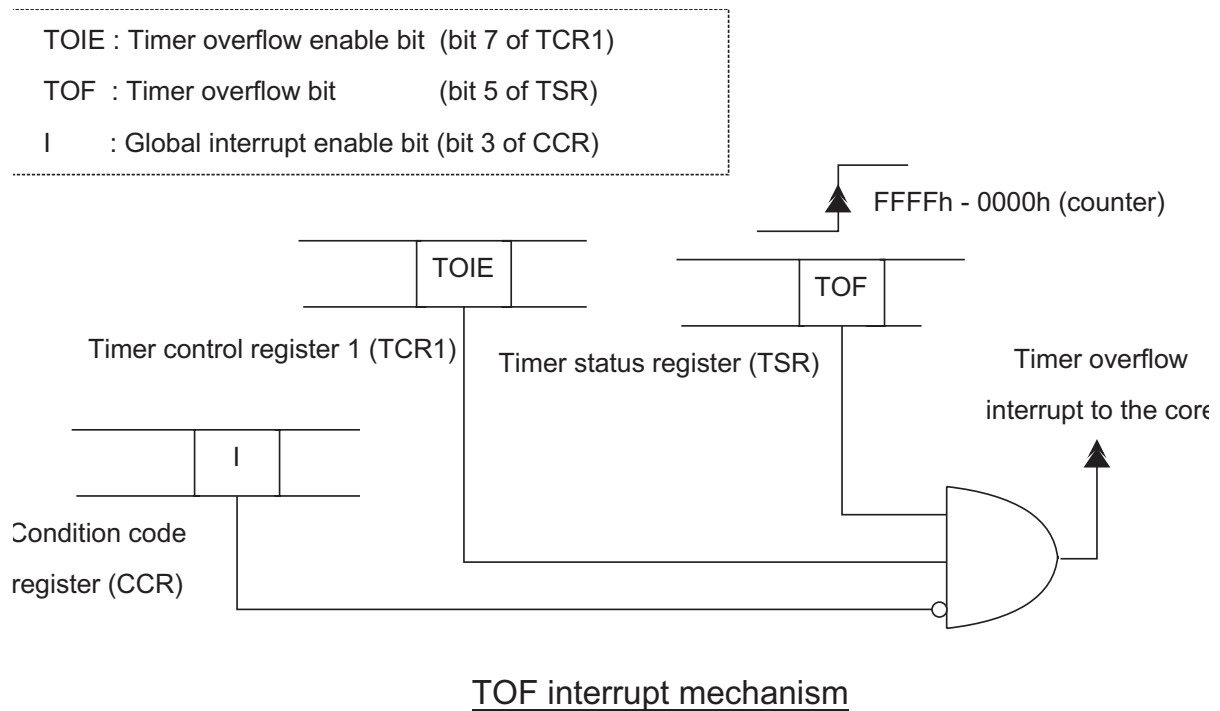 TOIE : Timer overflow enable bit (bit 7 of TCR1)
TOF : Timer overflow bit (bit 5 of TSR)
I : Global interrupt enable bit (bit 3 of CCR)
FFFFh - 0000h (counter)
TOIE
TOF
Timer control register 1 (TCR1)
Timer status register (TSR)
Timer overflow
interrupt to the core
I
Condition code
register (CCR)
TOF interrupt mechanism